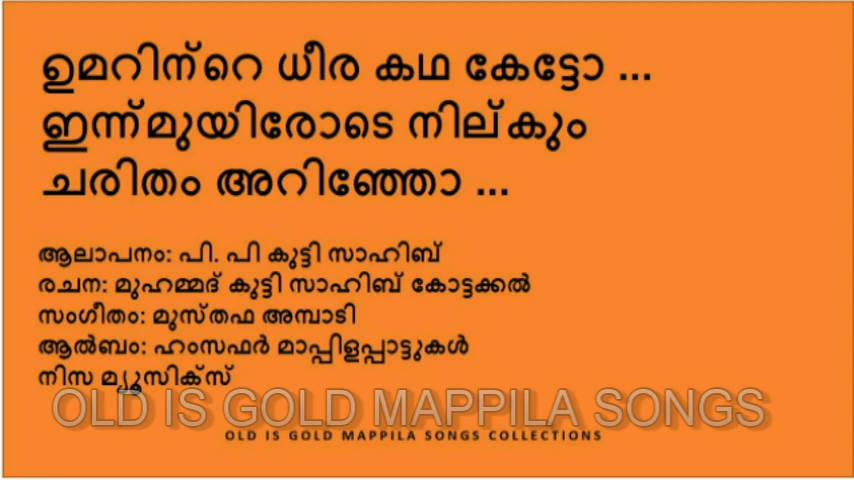 ഉമറിന്റെ ധീര കഥ കേട്ടോ ...
ഇന്ന്മുയിരോടെ നില്കും
ചരിതം അറിഞ്ഞോ ...
ആലാപനം: പി. പി കുട്ടി സാഹിബ്
രചന: മുഹമ്മദ് കുട്ടി സാഹിബ് കോട്ടക്കൽ
സംഗീതം: മുസ്തഫ അമ്പാടി
ആൽബം: ഹംസഫർ മാപ്പിളപ്പാട്ടുകൾ
നിസ മ്യൂസിക്സ്
OLD IS GOLD MAPPILA SONGS
OLD IS GOLD MAPPILA SONGS COLLECTIONS